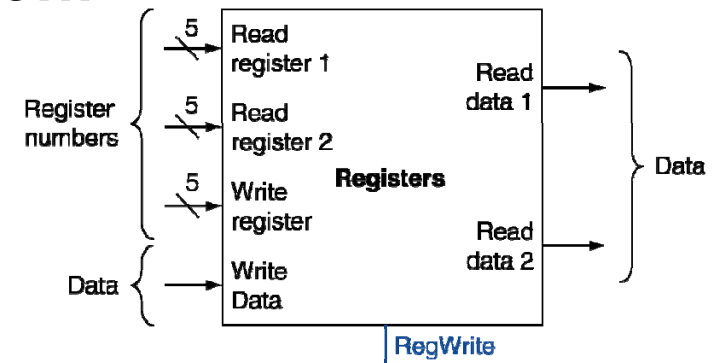 5
Read
register 1
5
Read
register 2
5
Write
register
Write
Data
Register
numbers
Data
Registers
Read
data 1
Read
data 2
Data
RegWrite